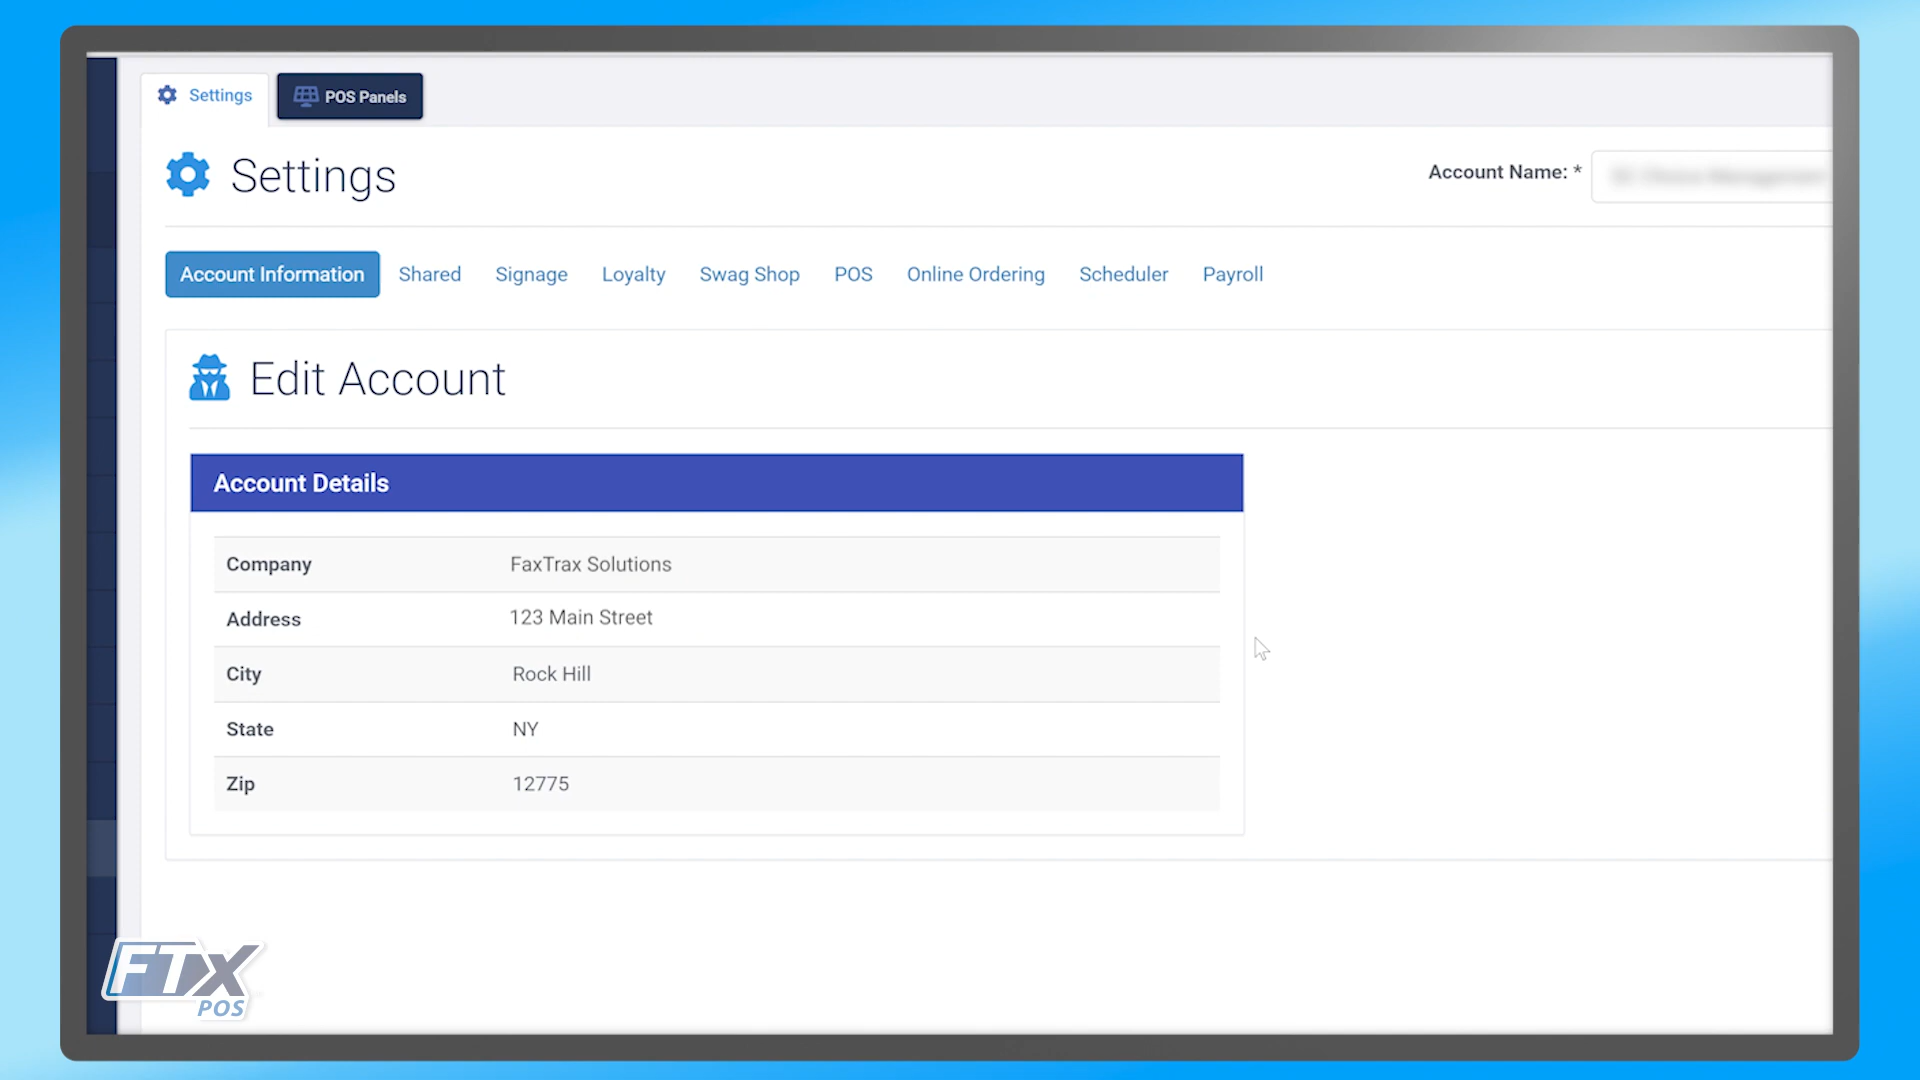 Settings
POS Panels
Settings
Account Name: *
Account Information
Shared
Signage
Loyalty
Swag Shop
POS
Online Ordering
Scheduler
Payroll
Edit Account
Account Details
Company FaxTrax Solutions
Address 123 Main Street
City Rock Hill
State NY
Zip 12775
FTX
POS